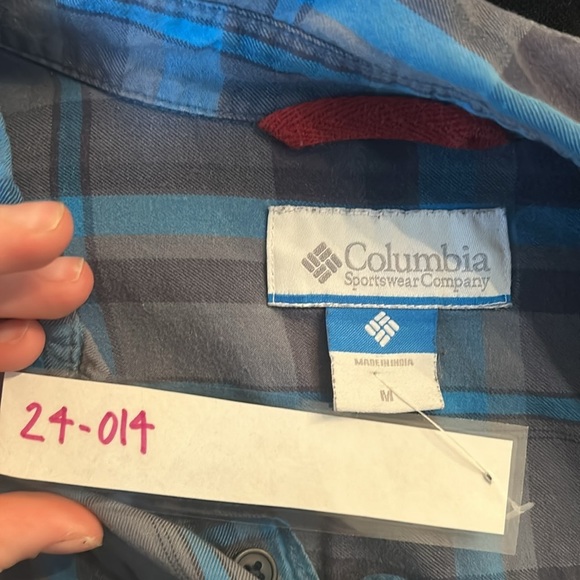 Columbia
Sportswear Company
MADE IN INDIA
M
24-014